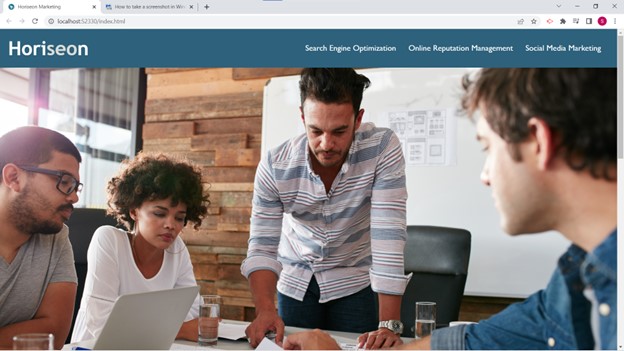 Horiseon Marketing
How to take a screenshot in Win
localhost:52330/index.html
Horiseon
Search Engine Optimization
Online Reputation Management
Social Media Marketing